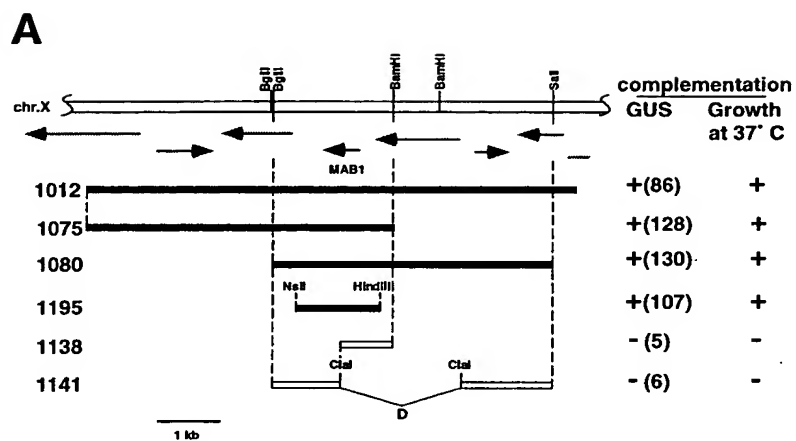 A
BglII
BglII
BamHI
BamHI
SalI
complementation
GUS
Growth
at 37° C
chr.X
MAB1
1012
+(86)
+
1075
+(128)
+
1080
+(130)
+
NsiI
HindIII
1195
+(107)
+
1138
-(5)
-
ClaI
ClaI
1141
-(6)
-
D
1 kb